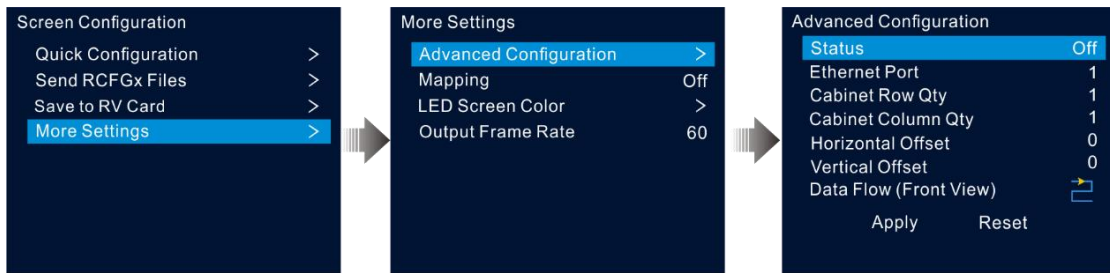 Screen Configuration
Quick Configuration >
Send RCFGx Files >
Save to RV Card >
More Settings >
More Settings
Advanced Configuration >
Mapping Off
LED Screen Color >
Output Frame Rate 60
Advanced Configuration
Status Off
Ethernet Port 1
Cabinet Row Qty 1
Cabinet Column Qty 1
Horizontal Offset 0
Vertical Offset 0
Data Flow (Front View)
Apply Reset